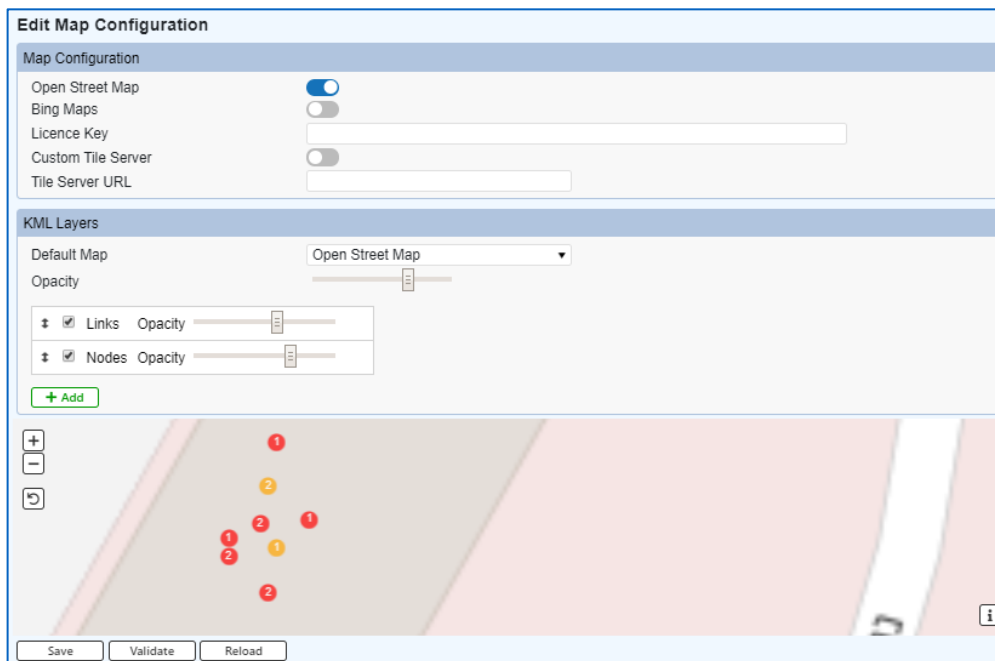 Edit Map Configuration
Map Configuration
Open Street Map
Bing Maps
Licence Key
Custom Tile Server
Tile Server URL
KML Layers
Default Map Open Street Map
Opacity
Links Opacity
Nodes Opacity
+ Add
1
2
2 1
1 1
2
2
Save Validate Reload